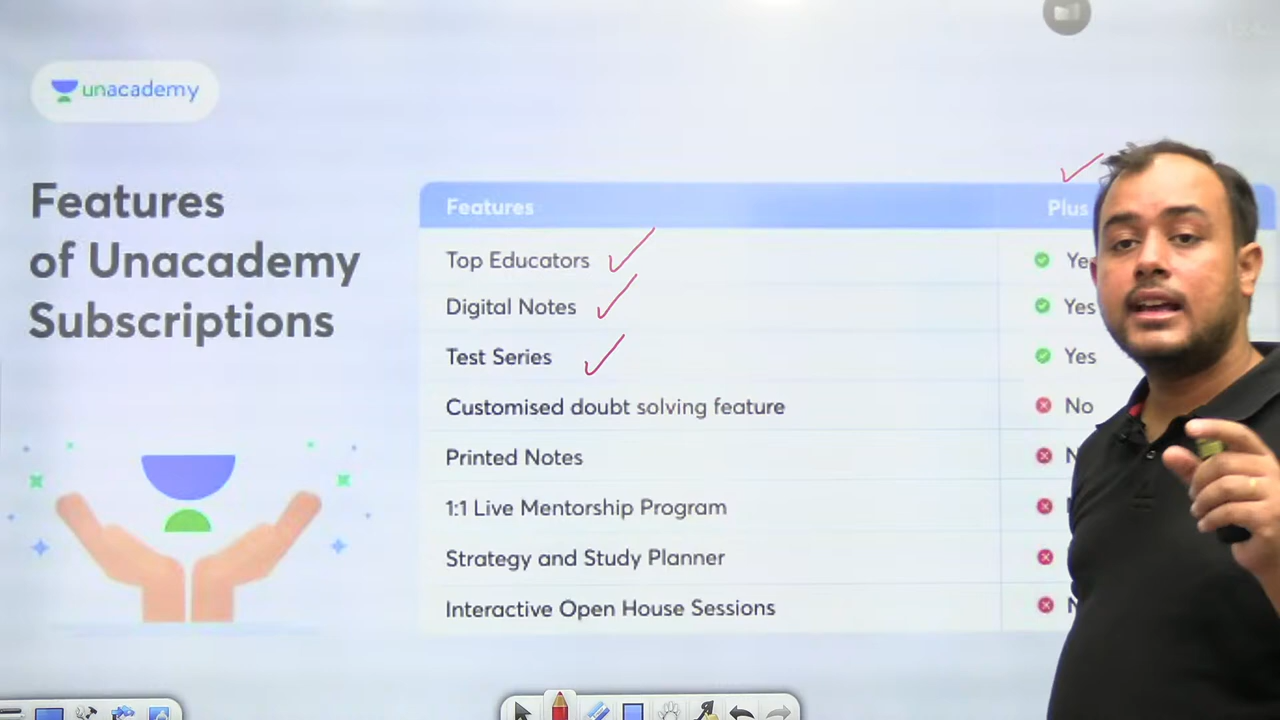 unacademy
Features
of Unacademy
Subscriptions
Features Plus
Top Educators
Digital Notes Yes
Test Series Yes
Customised doubt solving feature No
Printed Notes
1:1 Live Mentorship Program
Strategy and Study Planner
Interactive Open House Sessions